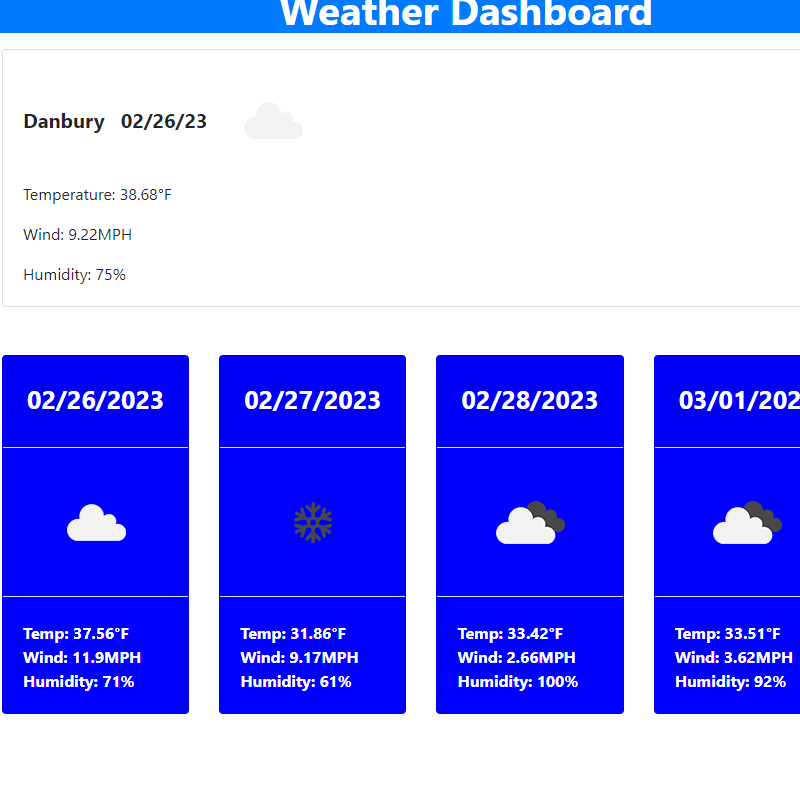 Weather Dashboard
Danbury 02/26/23
Temperature: 38.68°F
Wind: 9.22MPH
Humidity: 75%
02/26/2023
Temp: 37.56°F
Wind: 11.9MPH
Humidity: 71%
02/27/2023
Temp: 31.86°F
Wind: 9.17MPH
Humidity: 61%
02/28/2023
Temp: 33.42°F
Wind: 2.66MPH
Humidity: 100%
03/01/202
Temp: 33.51°F
Wind: 3.62MPH
Humidity: 92%